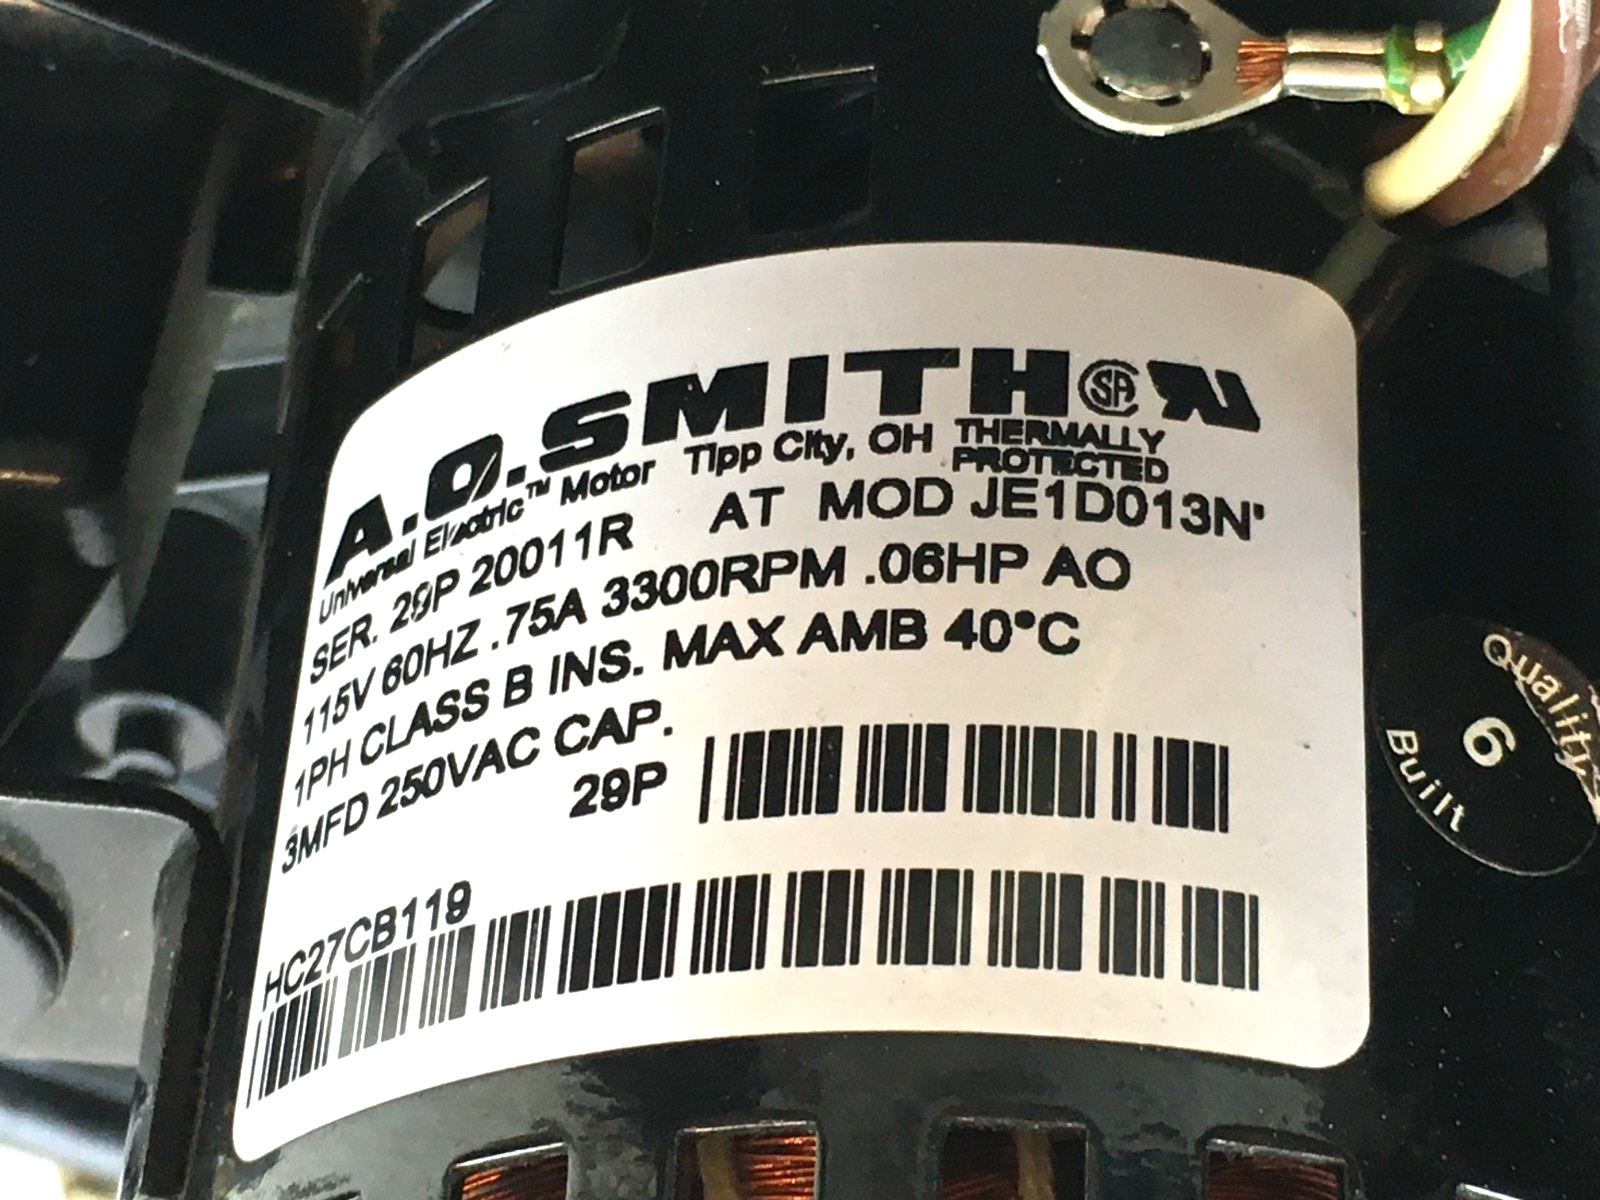 A.O.SMITH CSA
Universal Electric™ Motor Tipp City, OH THERMALLY
PROTECTED
SER. 29P 20011R AT MOD JE1D013N'
115V 60HZ .75A 3300RPM .06HP AO
1PH CLASS B INS. MAX AMB 40°C
3MFD 250VAC CAP.
29P
HC27CB119
Quality
6
Built